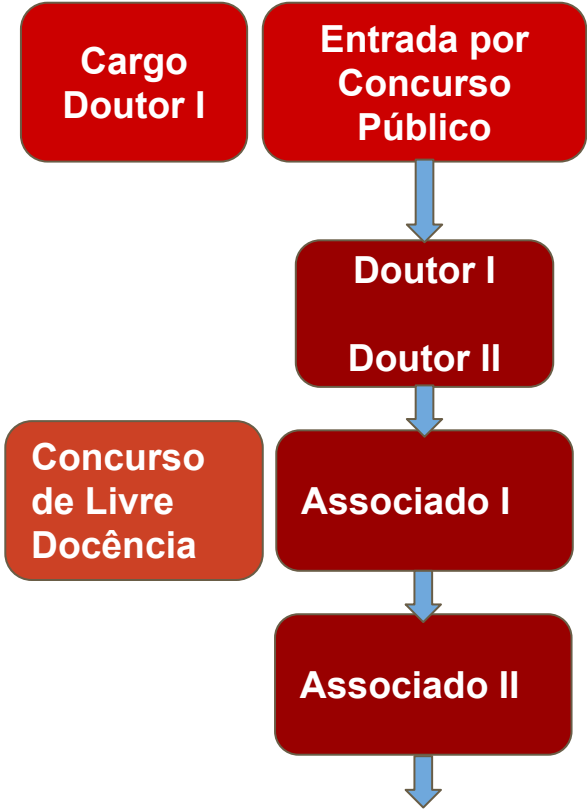 Cargo
Doutor I
Entrada por
Concurso
Público
Doutor I
Doutor II
Concurso
de Livre
Docência
Associado I
Associado II